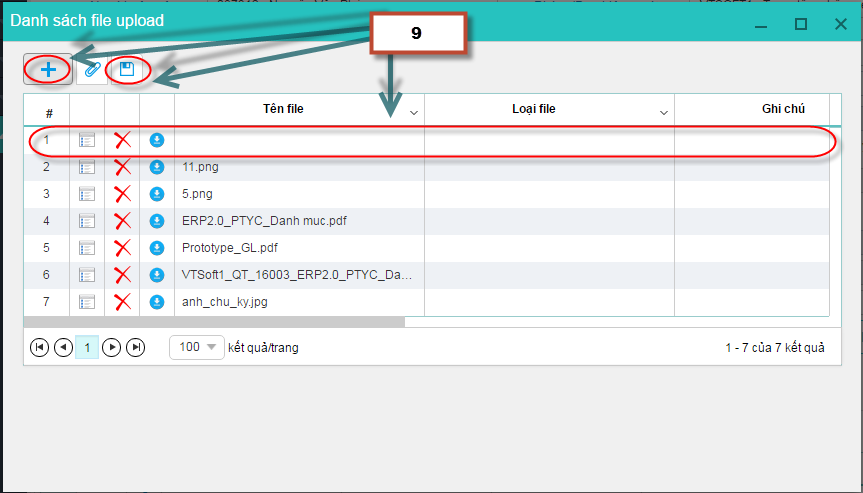 Danh sách file upload
9
# Tên file Loại file Ghi chú
1
2 11.png
3 5.png
4 ERP2.0_PTYC_Danh muc.pdf
5 Prototype_GL.pdf
6 VTSoft1_QT_16003_ERP2.0_PTYC_Da...
7 anh_chu_ky.jpg
1 100 kết quả/trang 1 - 7 của 7 kết quả